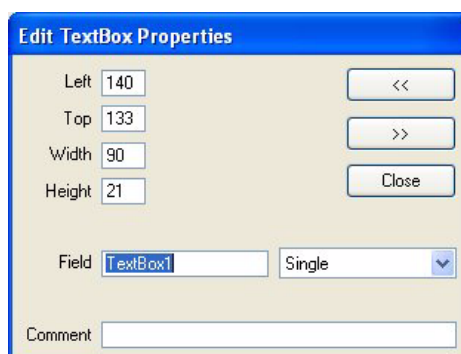 Edit TextBox Properties
Left 140 <<
Top 133 >>
Width 90
Height 21 Close
Field TextBox1 Single
Comment